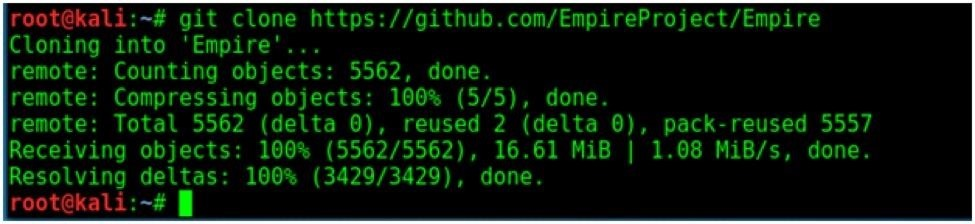 root@kali:~# git clone https://github.com/EmpireProject/Empire
Cloning into 'Empire'...
remote: Counting objects: 5562, done.
remote: Compressing objects: 100% (5/5), done.
remote: Total 5562 (delta 0), reused 2 (delta 0), pack-reused 5557
Receiving objects: 100% (5562/5562), 16.61 MiB | 1.08 MiB/s, done.
Resolving deltas: 100% (3429/3429), done.
root@kali:~#